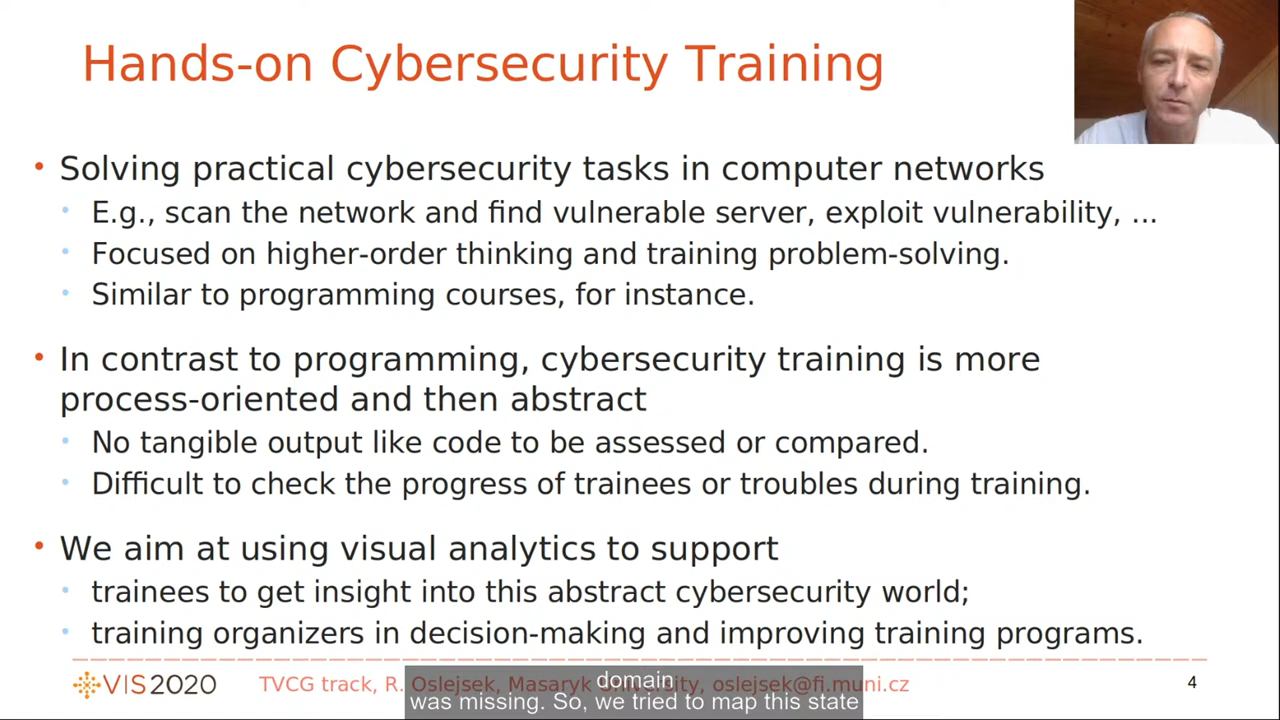 Hands-on Cybersecurity Training
• Solving practical cybersecurity tasks in computer networks
• E.g., scan the network and find vulnerable server, exploit vulnerability, ...
• Focused on higher-order thinking and training problem-solving.
• Similar to programming courses, for instance.
• In contrast to programming, cybersecurity training is more
process-oriented and then abstract
• No tangible output like code to be assessed or compared.
• Difficult to check the progress of trainees or troubles during training.
• We aim at using visual analytics to support
• trainees to get insight into this abstract cybersecurity world;
• training organizers in decision-making and improving training programs.
VIS2020 TVCG track, R. Oslejsek, Masaryk University, oslejsek@fi.muni.cz 4
domain
was missing. So, we tried to map this state